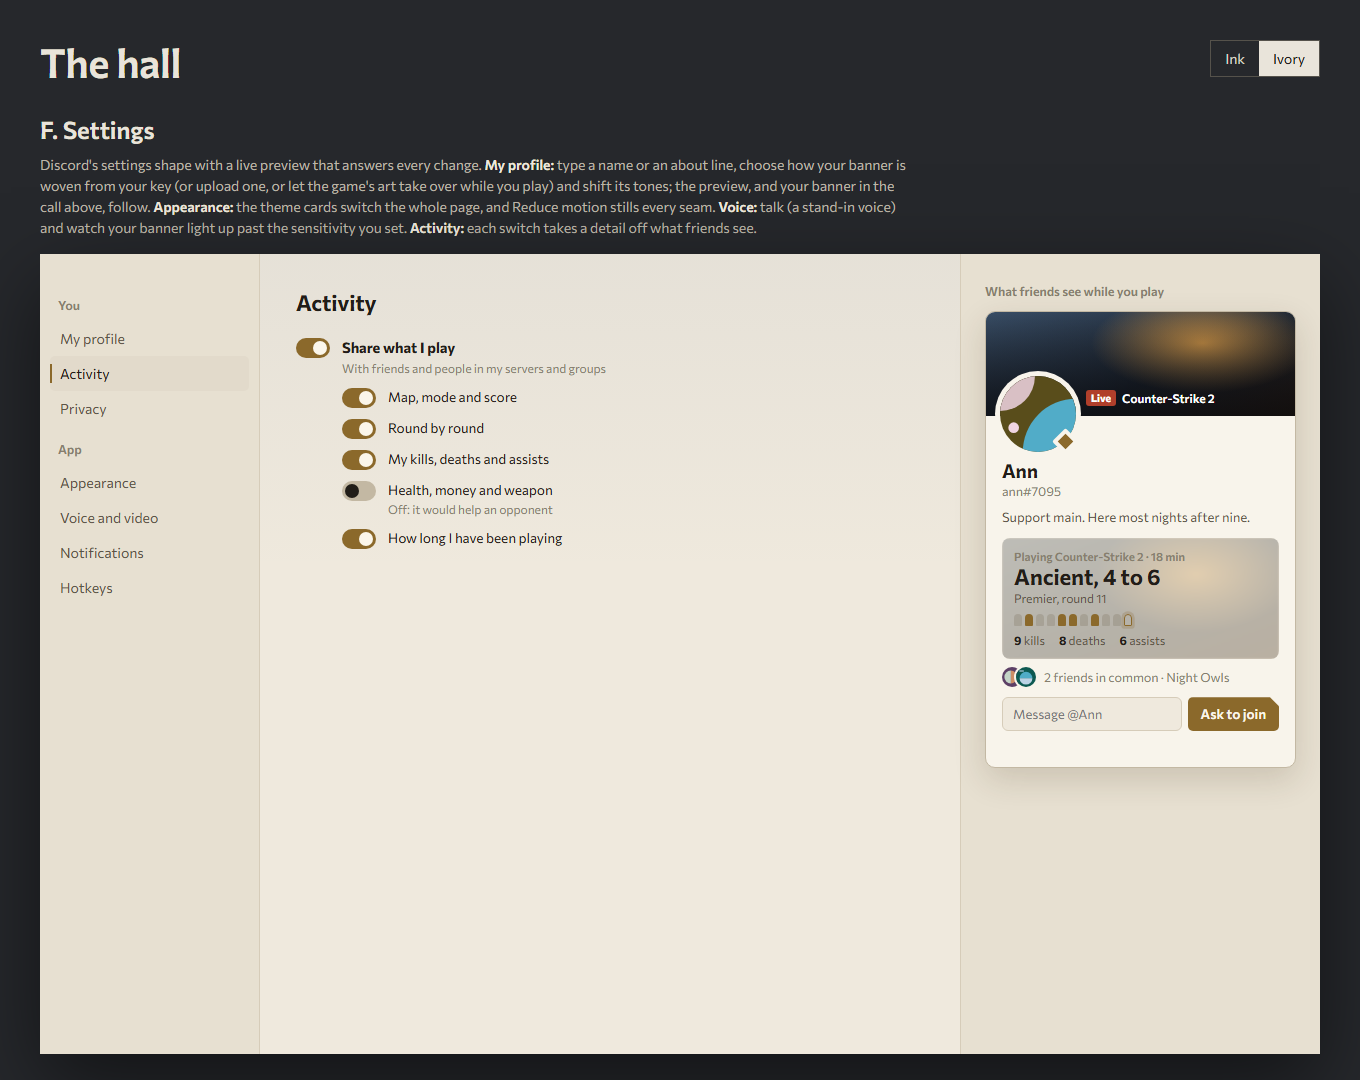 The hall
Ink
Ivory
F. Settings
Discord's settings shape with a live preview that answers every change. My profile: type a name or an about line, choose how your banner is
woven from your key (or upload one, or let the game's art take over while you play) and shift its tones; the preview, and your banner in the
call above, follow. Appearance: the theme cards switch the whole page, and Reduce motion stills every seam. Voice: talk (a stand-in voice)
and watch your banner light up past the sensitivity you set. Activity: each switch takes a detail off what friends see.
You
My profile
Activity
Privacy
App
Appearance
Voice and video
Notifications
Hotkeys
Activity
Share what I play
With friends and people in my servers and groups
Map, mode and score
Round by round
My kills, deaths and assists
Health, money and weapon
Off: it would help an opponent
How long I have been playing
What friends see while you play
Live
Counter-Strike 2
Ann
ann#7095
Support main. Here most nights after nine.
Playing Counter-Strike 2 · 18 min
Ancient, 4 to 6
Premier, round 11
9 kills 8 deaths 6 assists
2 friends in common · Night Owls
Message @Ann
Ask to join